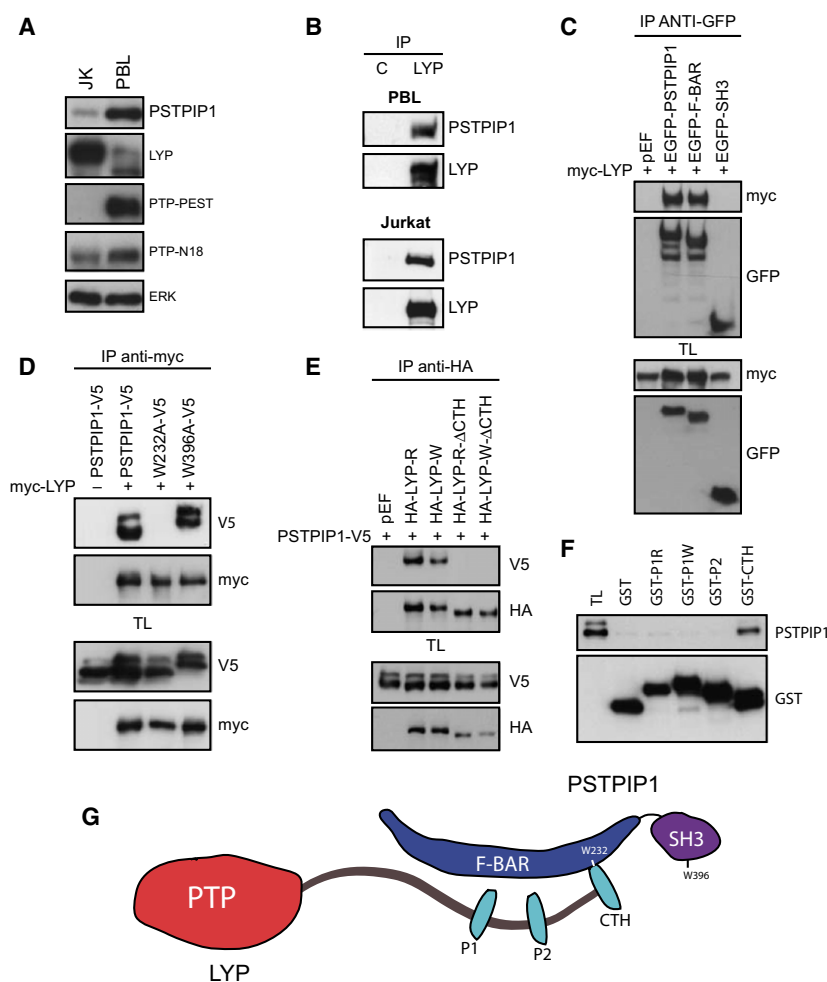 A
JK
PBL
PSTPIP1
LYP
PTP-PEST
PTP-N18
ERK
B
IP
C LYP
PBL
PSTPIP1
LYP
Jurkat
PSTPIP1
LYP
C
IP ANTI-GFP
pEF
EGFP-PSTPIP1
EGFP-F-BAR
EGFP-SH3
myc-LYP + + + +
myc
GFP
TL
myc
GFP
D
IP anti-myc
PSTPIP1-V5
PSTPIP1-V5
W232A-V5
W396A-V5
myc-LYP – + + +
V5
myc
TL
V5
myc
E
IP anti-HA
pEF
HA-LYP-R
HA-LYP-W
HA-LYP-R-ΔCTH
HA-LYP-W-ΔCTH
PSTPIP1-V5 + + + + +
V5
HA
TL
V5
HA
F
TL
GST
GST-P1R
GST-P1W
GST-P2
GST-CTH
PSTPIP1
GST
G
PSTPIP1
F-BAR
W232
SH3
W396
PTP
LYP
P1
P2
CTH